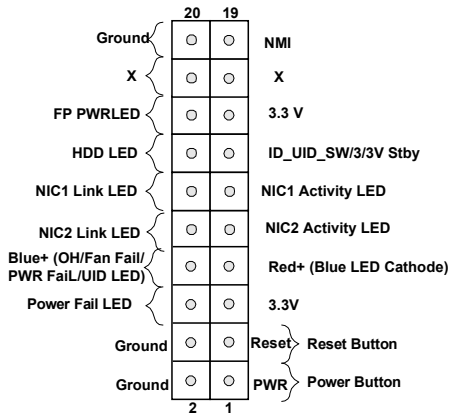 20 19
Ground NMI
X X
FP PWRLED 3.3 V
HDD LED ID_UID_SW/3/3V Stby
NIC1 Link LED NIC1 Activity LED
NIC2 Link LED NIC2 Activity LED
Blue+ (OH/Fan Fail/
PWR FaiL/UID LED) Red+ (Blue LED Cathode)
Power Fail LED 3.3V
Ground Reset Reset Button
Ground PWR Power Button
2 1